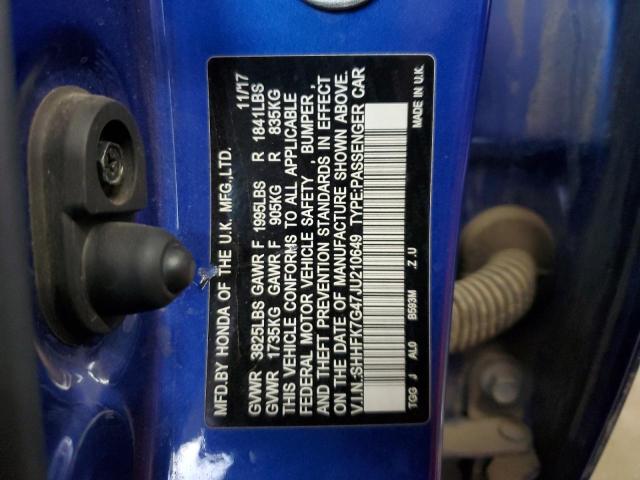 MFD.BY HONDA OF THE U.K. MFG.,LTD. 11/17
GVWR 3825LBS GAWR F 1995LBS R 1841LBS
GVWR 1735KG GAWR F 905KG R 835KG
THIS VEHICLE CONFORMS TO ALL APPLICABLE
FEDERAL MOTOR VEHICLE SAFETY , BUMPER ,
AND THEFT PREVENTION STANDARDS IN EFFECT
ON THE DATE OF MANUFACTURE SHOWN ABOVE.
V.I.N.:SHHFK7G47JU210649 TYPE:PASSENGER CAR
TGG J AL0 B593M .Z .U MADE IN U.K.